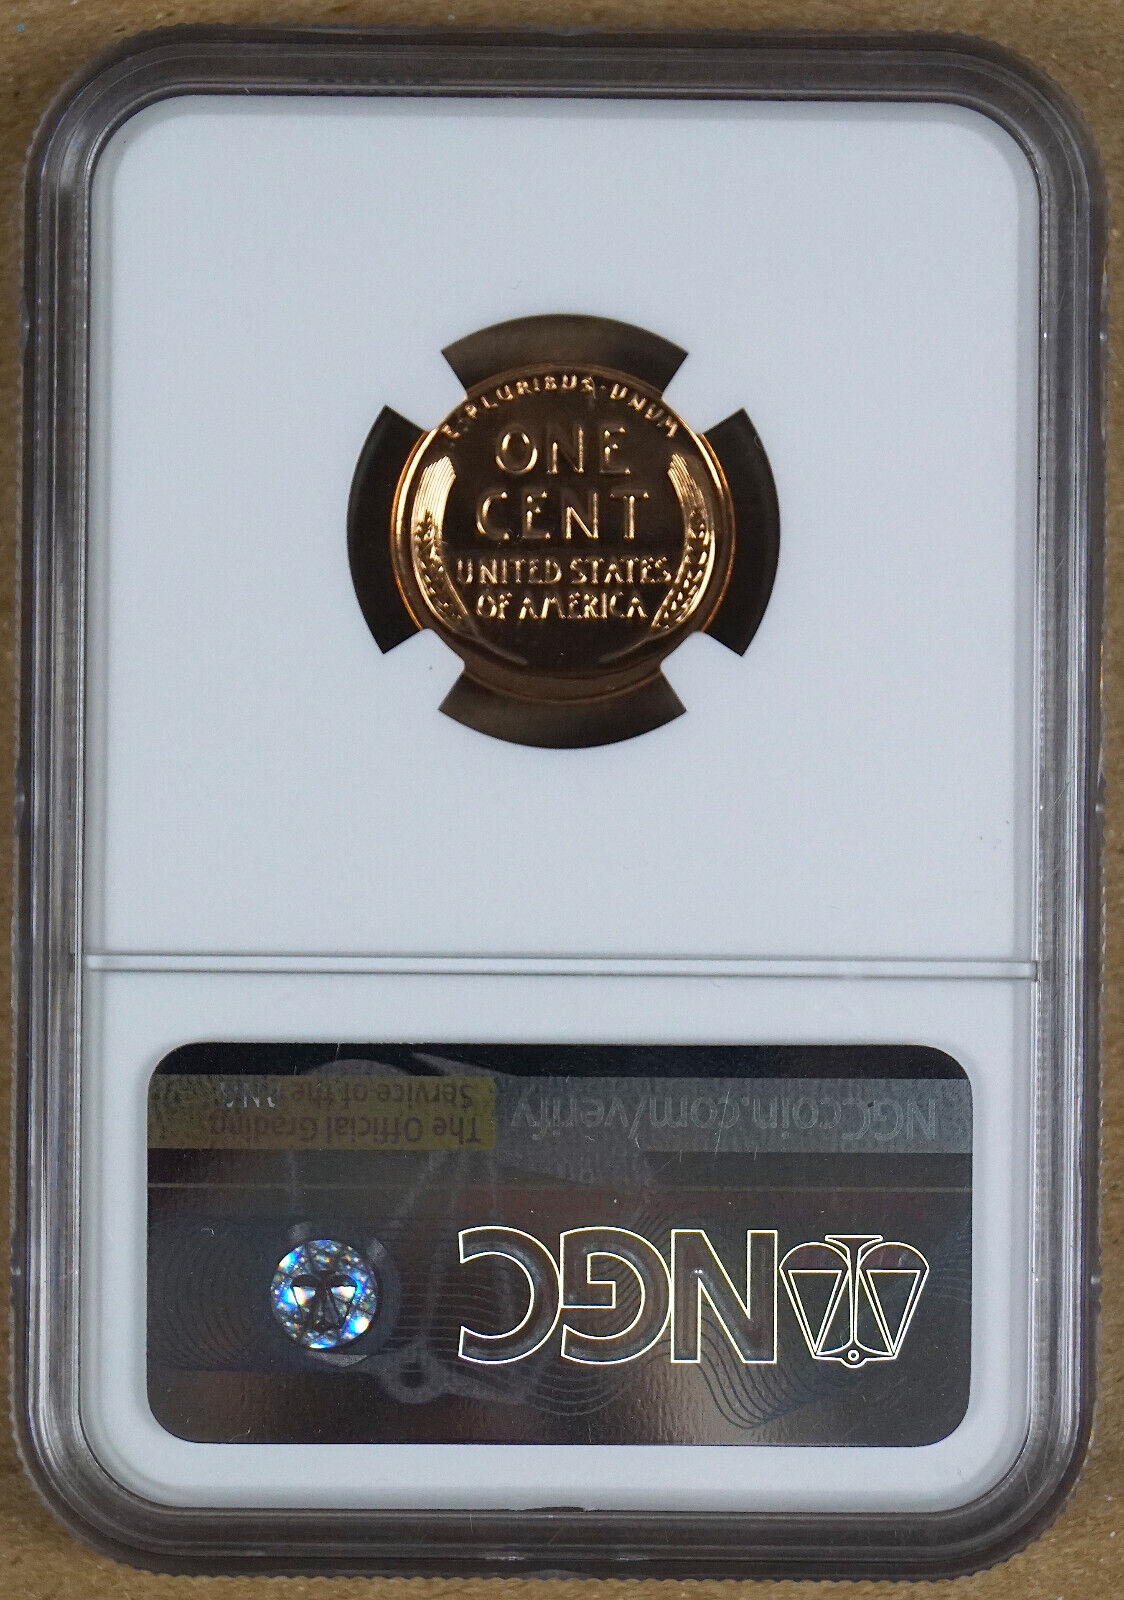 E·PLURIBUS·UNUM
ONE
CENT
UNITED STATES
OF AMERICA
NGC
NGCcoin.com/verify
The Official Grading
Service of the